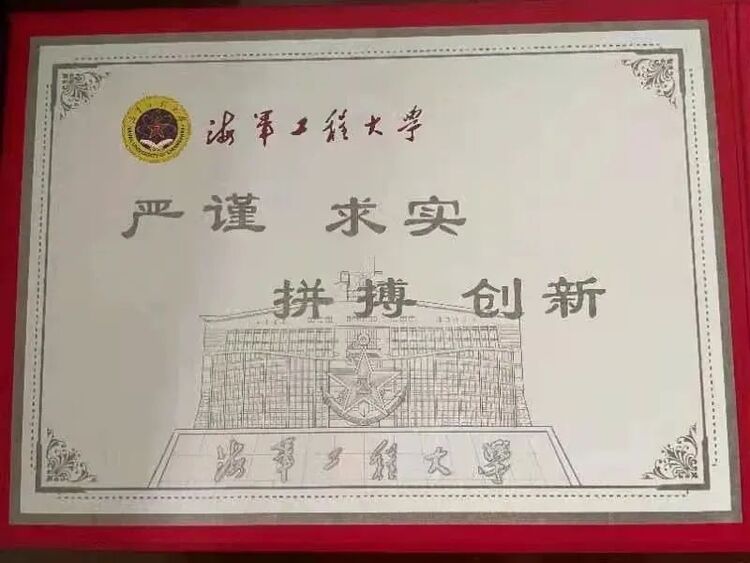 海军工程大学
严谨 求实
拼搏 创新
海军工程大学